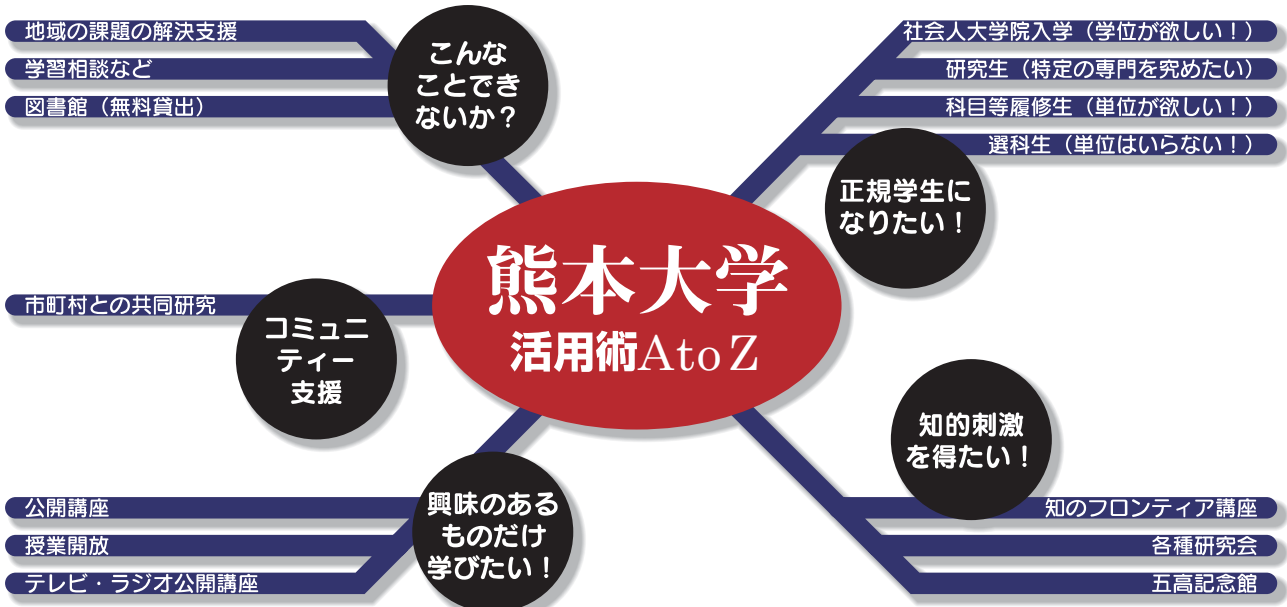 熊本大学
活用術A to Z
こんな
ことでき
ないか？
地域の課題の解決支援
学習相談など
図書館（無料貸出）
正規学生に
なりたい！
社会人大学院入学（学位が欲しい！）
研究生（特定の専門を究めたい）
科目等履修生（単位が欲しい！）
選科生（単位はいらない！）
コミュニ
ティー
支援
市町村との共同研究
知的刺激
を得たい！
知のフロンティア講座
各種研究会
五高記念館
興味のある
ものだけ
学びたい！
公開講座
授業開放
テレビ・ラジオ公開講座